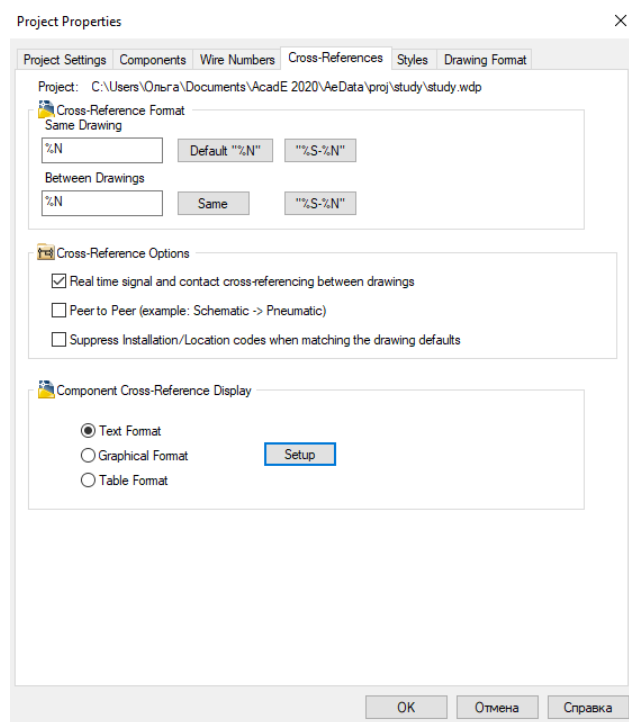 Project Properties
Project Settings Components Wire Numbers Cross-References Styles Drawing Format
Project: C:\Users\Ольга\Documents\AcadE 2020\AeData\proj\study\study.wdp
Cross-Reference Format
Same Drawing
%N Default "%N" "%S-%N"
Between Drawings
%N Same "%S-%N"
Cross-Reference Options
Real time signal and contact cross-referencing between drawings
Peer to Peer (example: Schematic -> Pneumatic)
Suppress Installation/Location codes when matching the drawing defaults
Component Cross-Reference Display
Text Format
Graphical Format Setup
Table Format
OK Отмена Справка